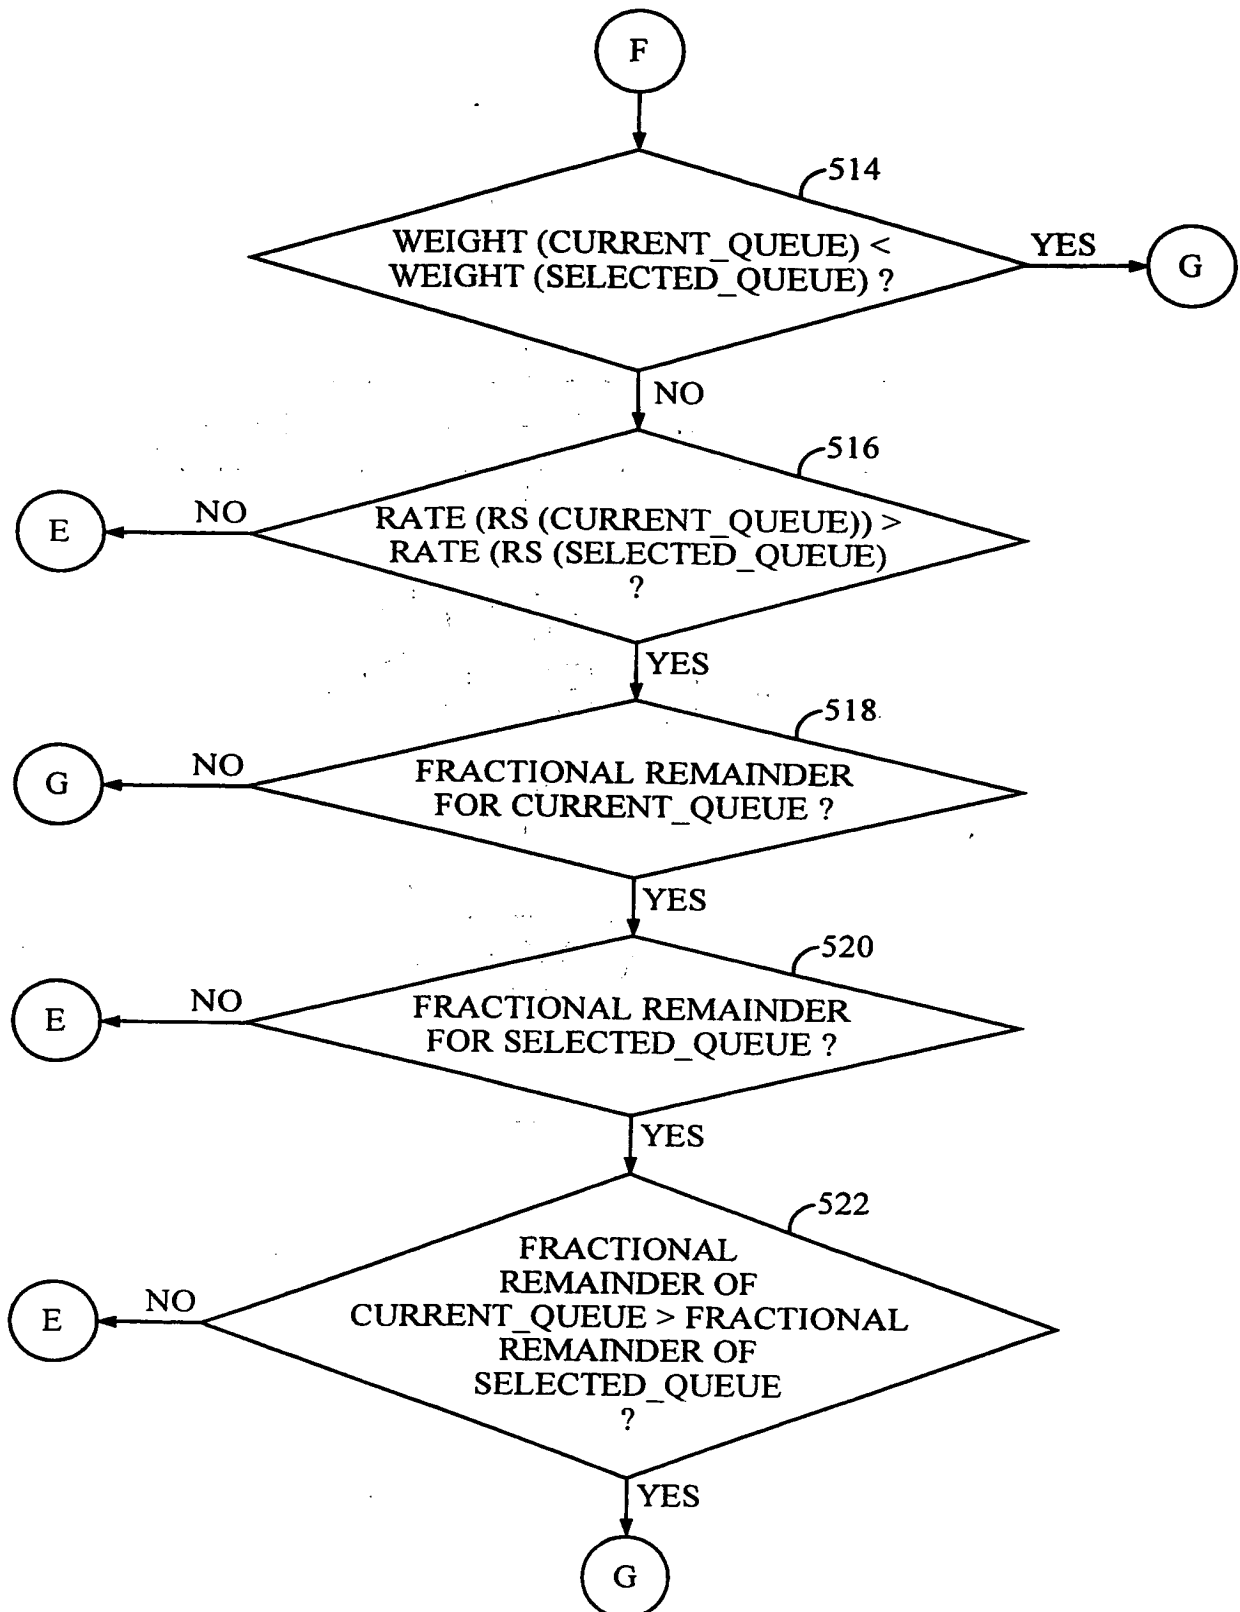 F
514
WEIGHT (CURRENT_QUEUE) <
WEIGHT (SELECTED_QUEUE) ?
YES
G
NO
516
RATE (RS (CURRENT_QUEUE)) >
RATE (RS (SELECTED_QUEUE)
?
NO
E
YES
518
FRACTIONAL REMAINDER
FOR CURRENT_QUEUE ?
NO
G
YES
520
FRACTIONAL REMAINDER
FOR SELECTED_QUEUE ?
NO
E
YES
522
FRACTIONAL
REMAINDER OF
CURRENT_QUEUE > FRACTIONAL
REMAINDER OF
SELECTED_QUEUE
?
NO
E
YES
G